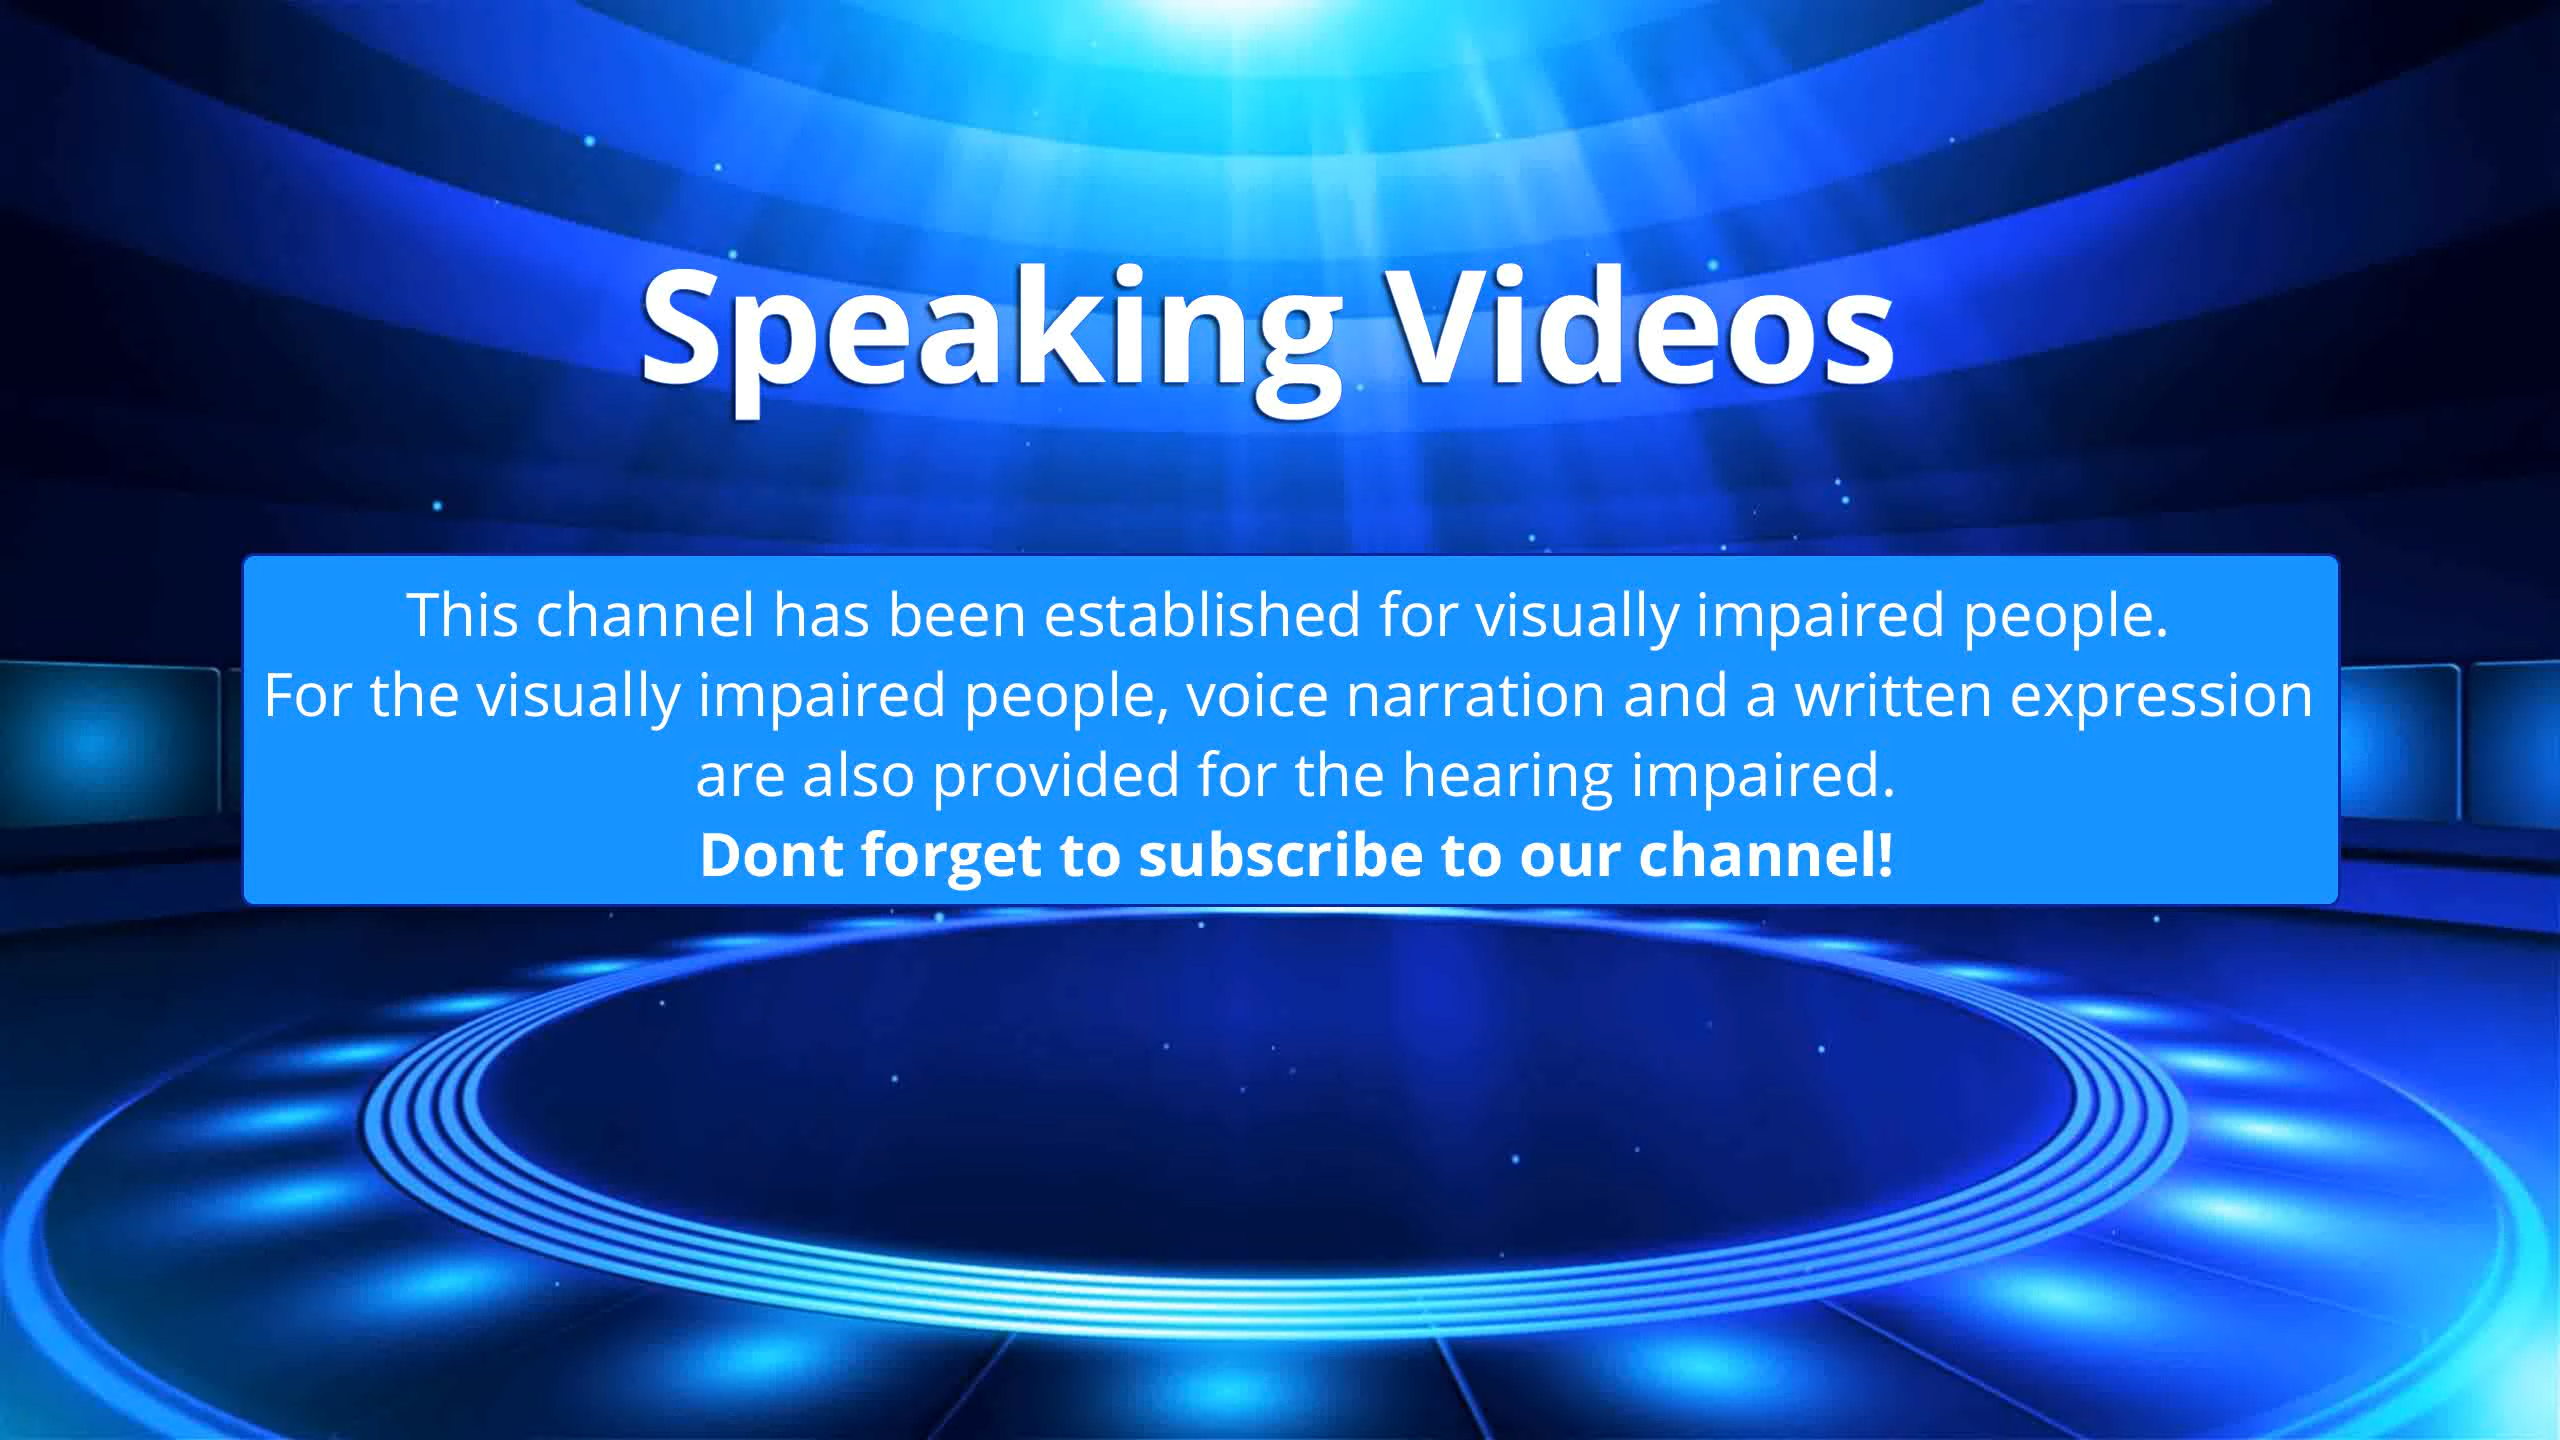 Speaking Videos
This channel has been established for visually impaired people.
For the visually impaired people, voice narration and a written expression
are also provided for the hearing impaired.
Dont forget to subscribe to our channel!